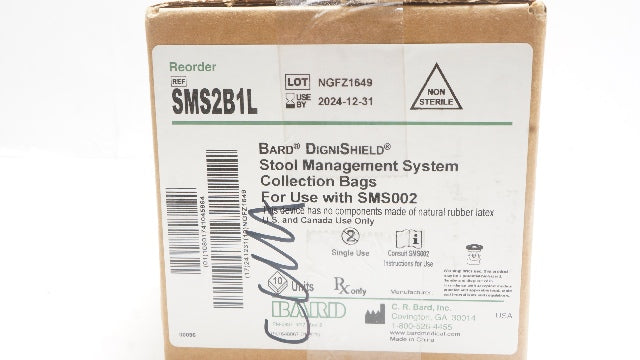 Reorder
REF
SMS2B1L
LOT NGFZ1649
USE BY 2024-12-31
NON STERILE
BARD® DIGNISHIELD®
Stool Management System
Collection Bags
For Use with SMS002
This device has no components made of natural rubber latex
U.S. and Canada Use Only
2
Single Use
Consult SMS002
Instructions for Use
10 Units
Rx only
Manufacturer:
BARD
C. R. Bard, Inc.
Covington, GA 30014
1-800-526-4455
www.bardmedical.com
Made in China
USA